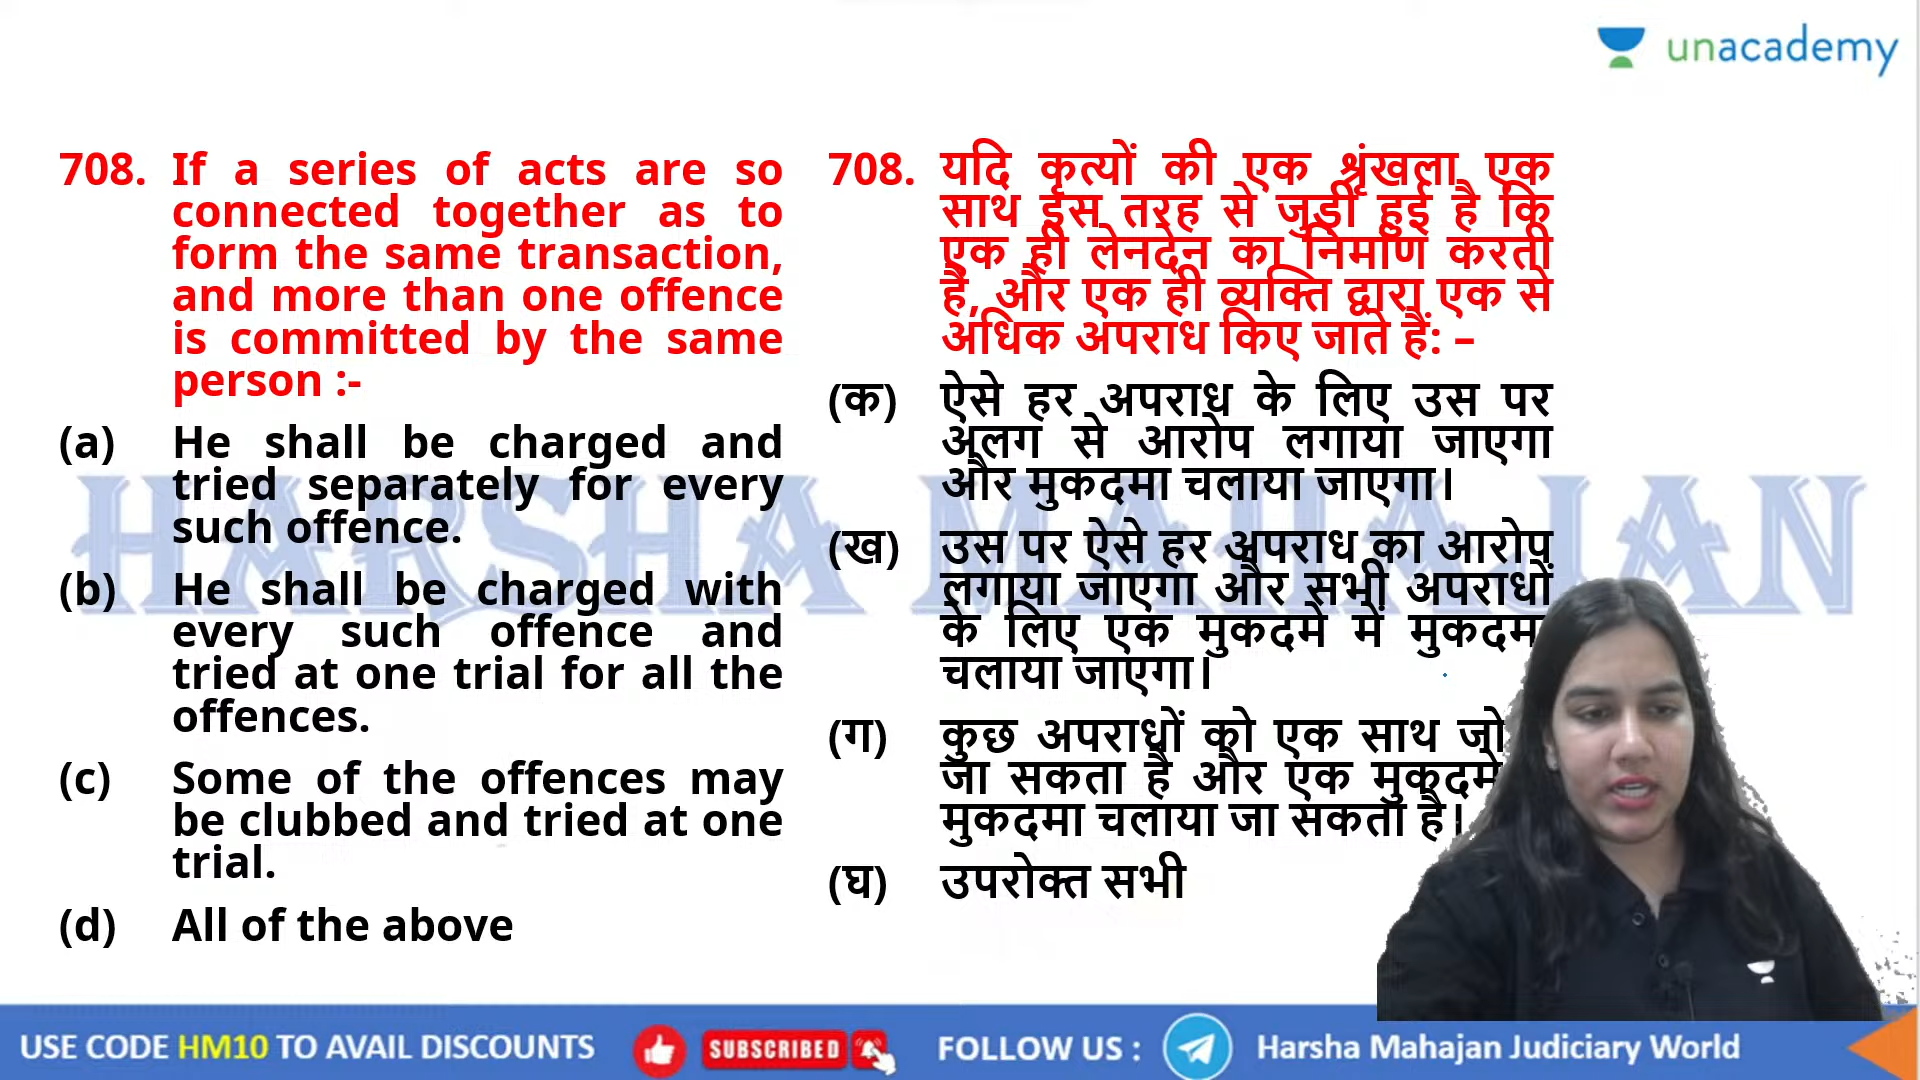 unacademy
708. If a series of acts are so
connected together as to
form the same transaction,
and more than one offence
is committed by the same
person :-
(a) He shall be charged and
tried separately for every
such offence.
(b) He shall be charged with
every such offence and
tried at one trial for all the
offences.
(c) Some of the offences may
be clubbed and tried at one
trial.
(d) All of the above
708. यदि कृत्यों की एक श्रृंखला एक
साथ इस तरह से जुड़ी हुई है कि
एक ही लेनदेन का निर्माण करती
है, और एक ही व्यक्ति द्वारा एक से
अधिक अपराध किए जाते हैं: –
(क) ऐसे हर अपराध के लिए उस पर
अलग से आरोप लगाया जाएगा
और मुकदमा चलाया जाएगा।
(ख) उस पर ऐसे हर अपराध का आरोप
लगाया जाएगा और सभी अपराधों
के लिए एक मुकदमे में
चलाया जाएगा।
(ग) कुछ अपराधों को एक साथ
जा सकता है और एक मुकदमे
मुकदमा चलाया जा सकता है।
(घ) उपरोक्त सभी
HARSHA MAHAJAN
USE CODE HM10 TO AVAIL DISCOUNTS
SUBSCRIBED
FOLLOW US :
Harsha Mahajan Judiciary World